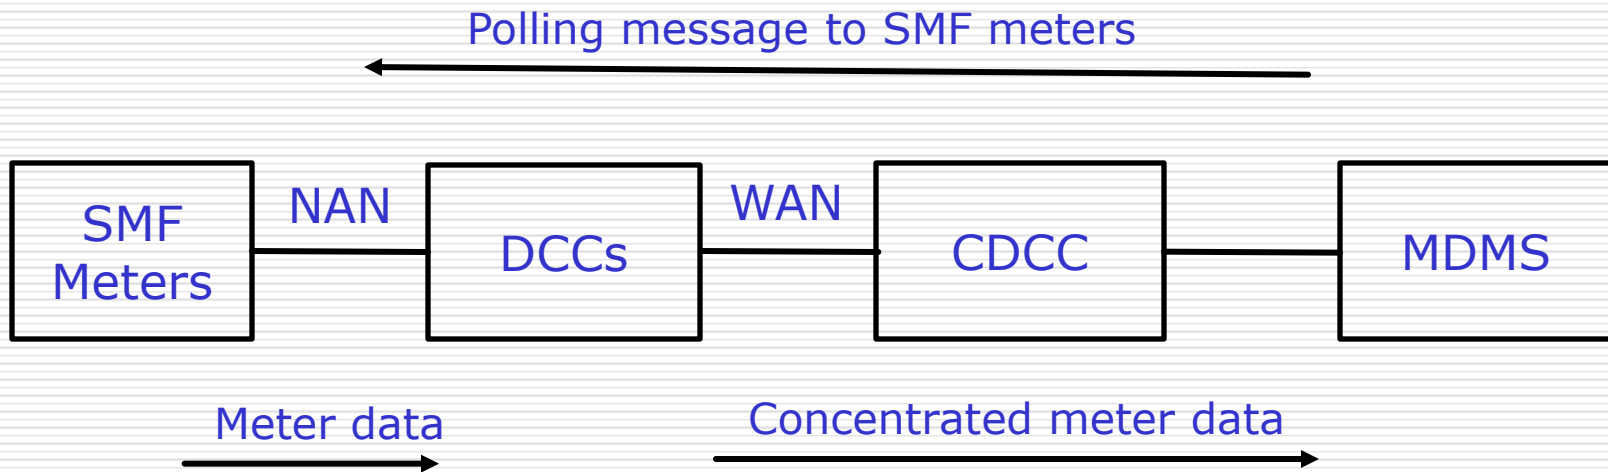 Polling message to SMF meters
SMF
Meters
NAN
DCCs
WAN
CDCC
MDMS
Meter data
Concentrated meter data